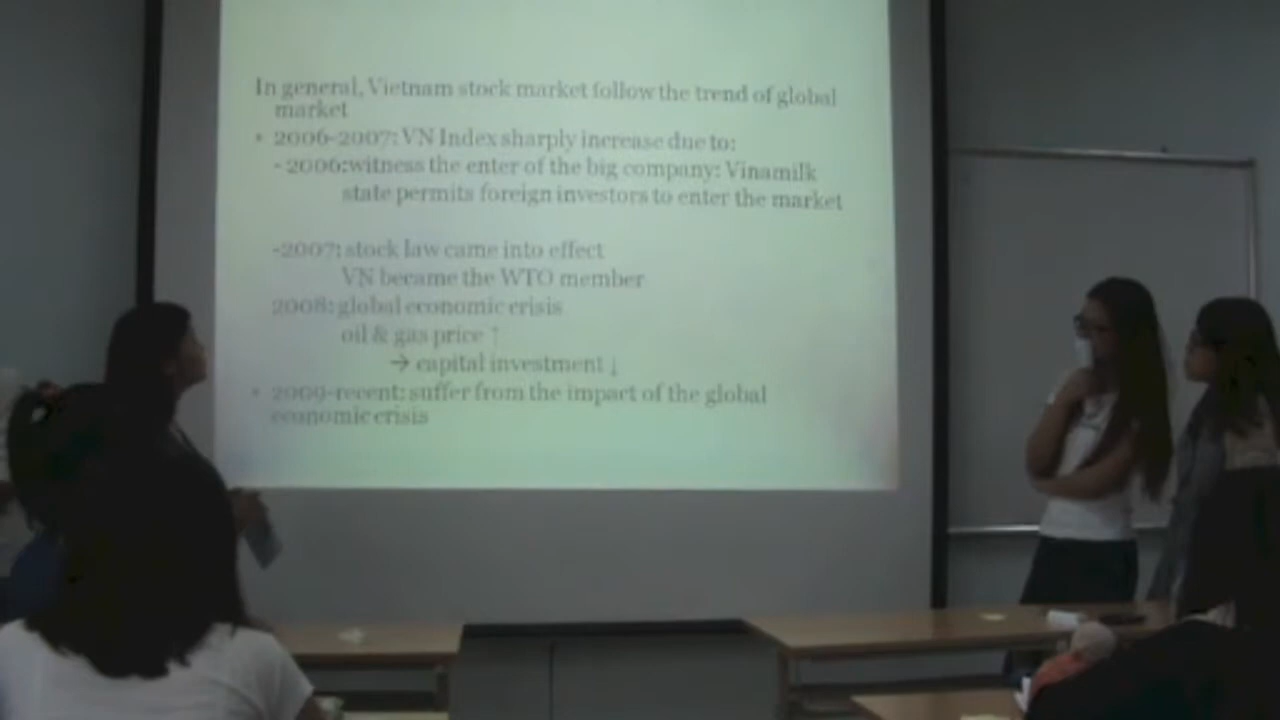 In general, Vietnam stock market follow the trend of global
market
• 2006-2007: VN Index sharply increase due to:
- 2006:witness the enter of the big company: Vinamilk
state permits foreign investors to enter the market
-2007: stock law came into effect
VN became the WTO member
2008: global economic crisis
oil & gas price ↑
→ capital investment ↓
• 2009-recent: suffer from the impact of the global
economic crisis